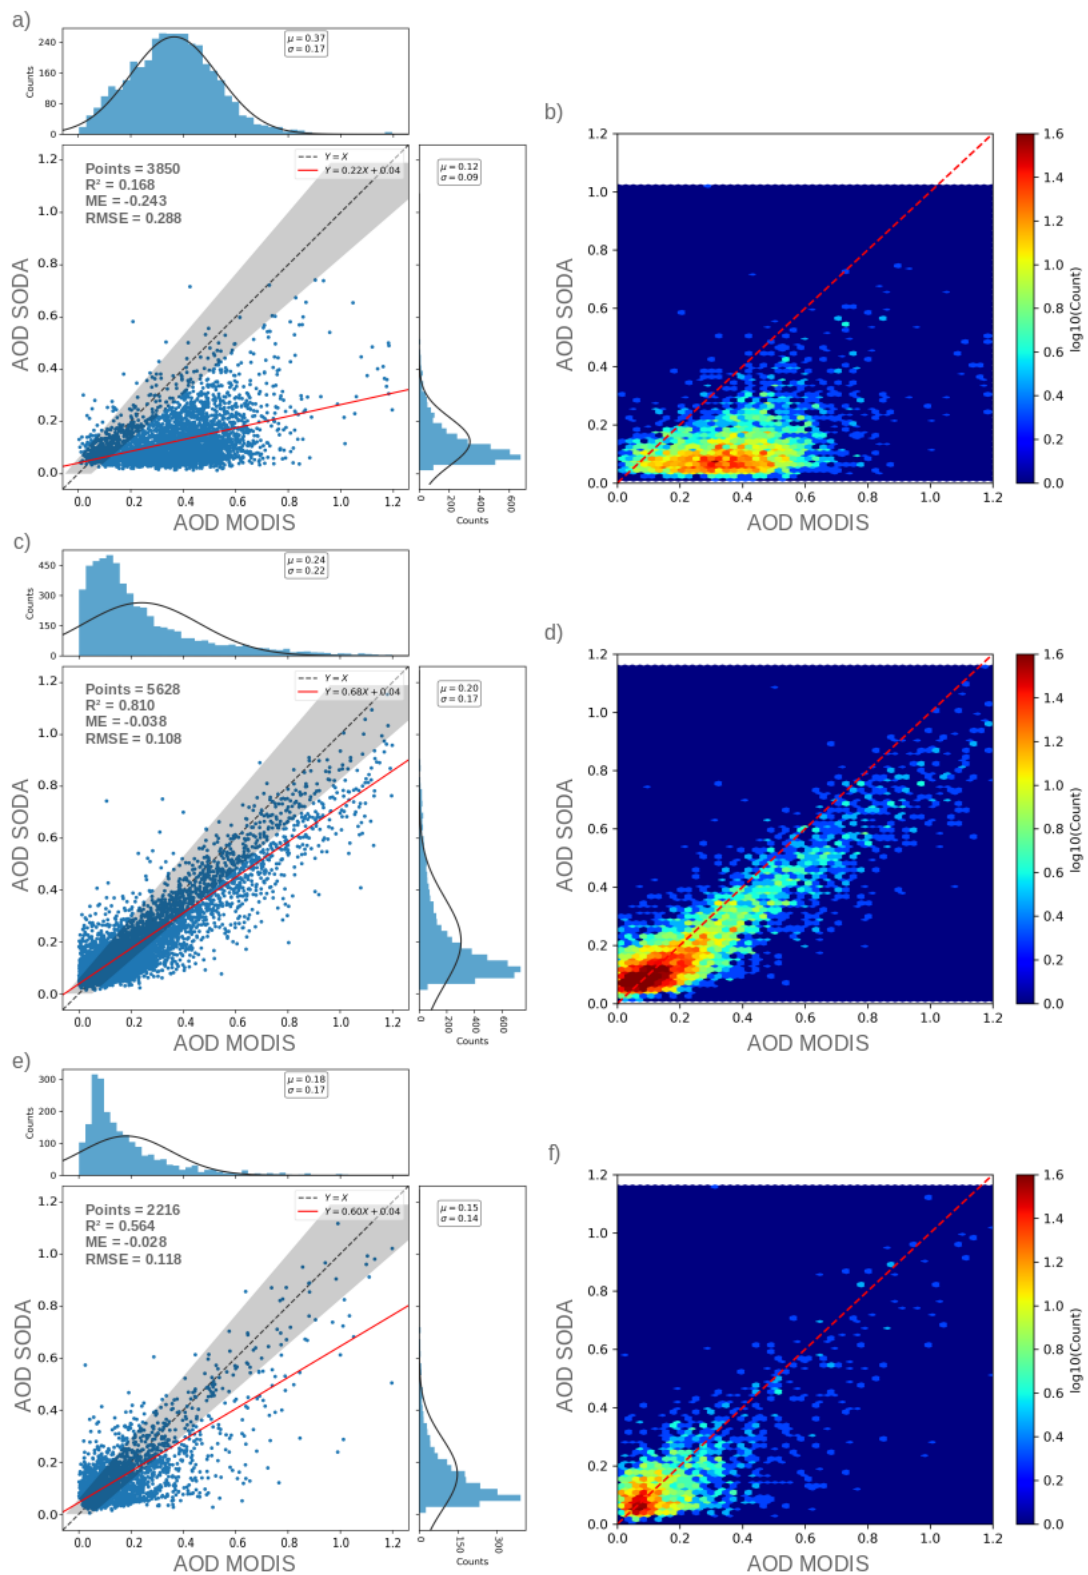 a)
240
160
80
0
Counts
μ = 0.37
σ = 0.17
Points = 3850
R² = 0.168
ME = -0.243
RMSE = 0.288
Y = X
Y = 0.22X + 0.04
1.2
1.0
0.8
0.6
0.4
0.2
0.0
AOD SODA
0.0 0.2 0.4 0.6 0.8 1.0 1.2
AOD MODIS
μ = 0.12
σ = 0.09
0 200 400 600
Counts
b)
1.2
1.0
0.8
0.6
0.4
0.2
0.0
AOD SODA
0.0 0.2 0.4 0.6 0.8 1.0 1.2
AOD MODIS
1.6
1.4
1.2
1.0
0.8
0.6
0.4
0.2
0.0
log10(Count)
c)
450
300
150
0
Counts
μ = 0.24
σ = 0.22
Points = 5628
R² = 0.810
ME = -0.038
RMSE = 0.108
Y = X
Y = 0.68X + 0.04
1.2
1.0
0.8
0.6
0.4
0.2
0.0
AOD SODA
0.0 0.2 0.4 0.6 0.8 1.0 1.2
AOD MODIS
μ = 0.20
σ = 0.17
0 200 400 600
Counts
d)
1.2
1.0
0.8
0.6
0.4
0.2
0.0
AOD SODA
0.0 0.2 0.4 0.6 0.8 1.0 1.2
AOD MODIS
1.6
1.4
1.2
1.0
0.8
0.6
0.4
0.2
0.0
log10(Count)
e)
300
200
100
0
Counts
μ = 0.18
σ = 0.17
Points = 2216
R² = 0.564
ME = -0.028
RMSE = 0.118
Y = X
Y = 0.60X + 0.04
1.2
1.0
0.8
0.6
0.4
0.2
0.0
AOD SODA
0.0 0.2 0.4 0.6 0.8 1.0 1.2
AOD MODIS
μ = 0.15
σ = 0.14
0 150 300
Counts
f)
1.2
1.0
0.8
0.6
0.4
0.2
0.0
AOD SODA
0.0 0.2 0.4 0.6 0.8 1.0 1.2
AOD MODIS
1.6
1.4
1.2
1.0
0.8
0.6
0.4
0.2
0.0
log10(Count)